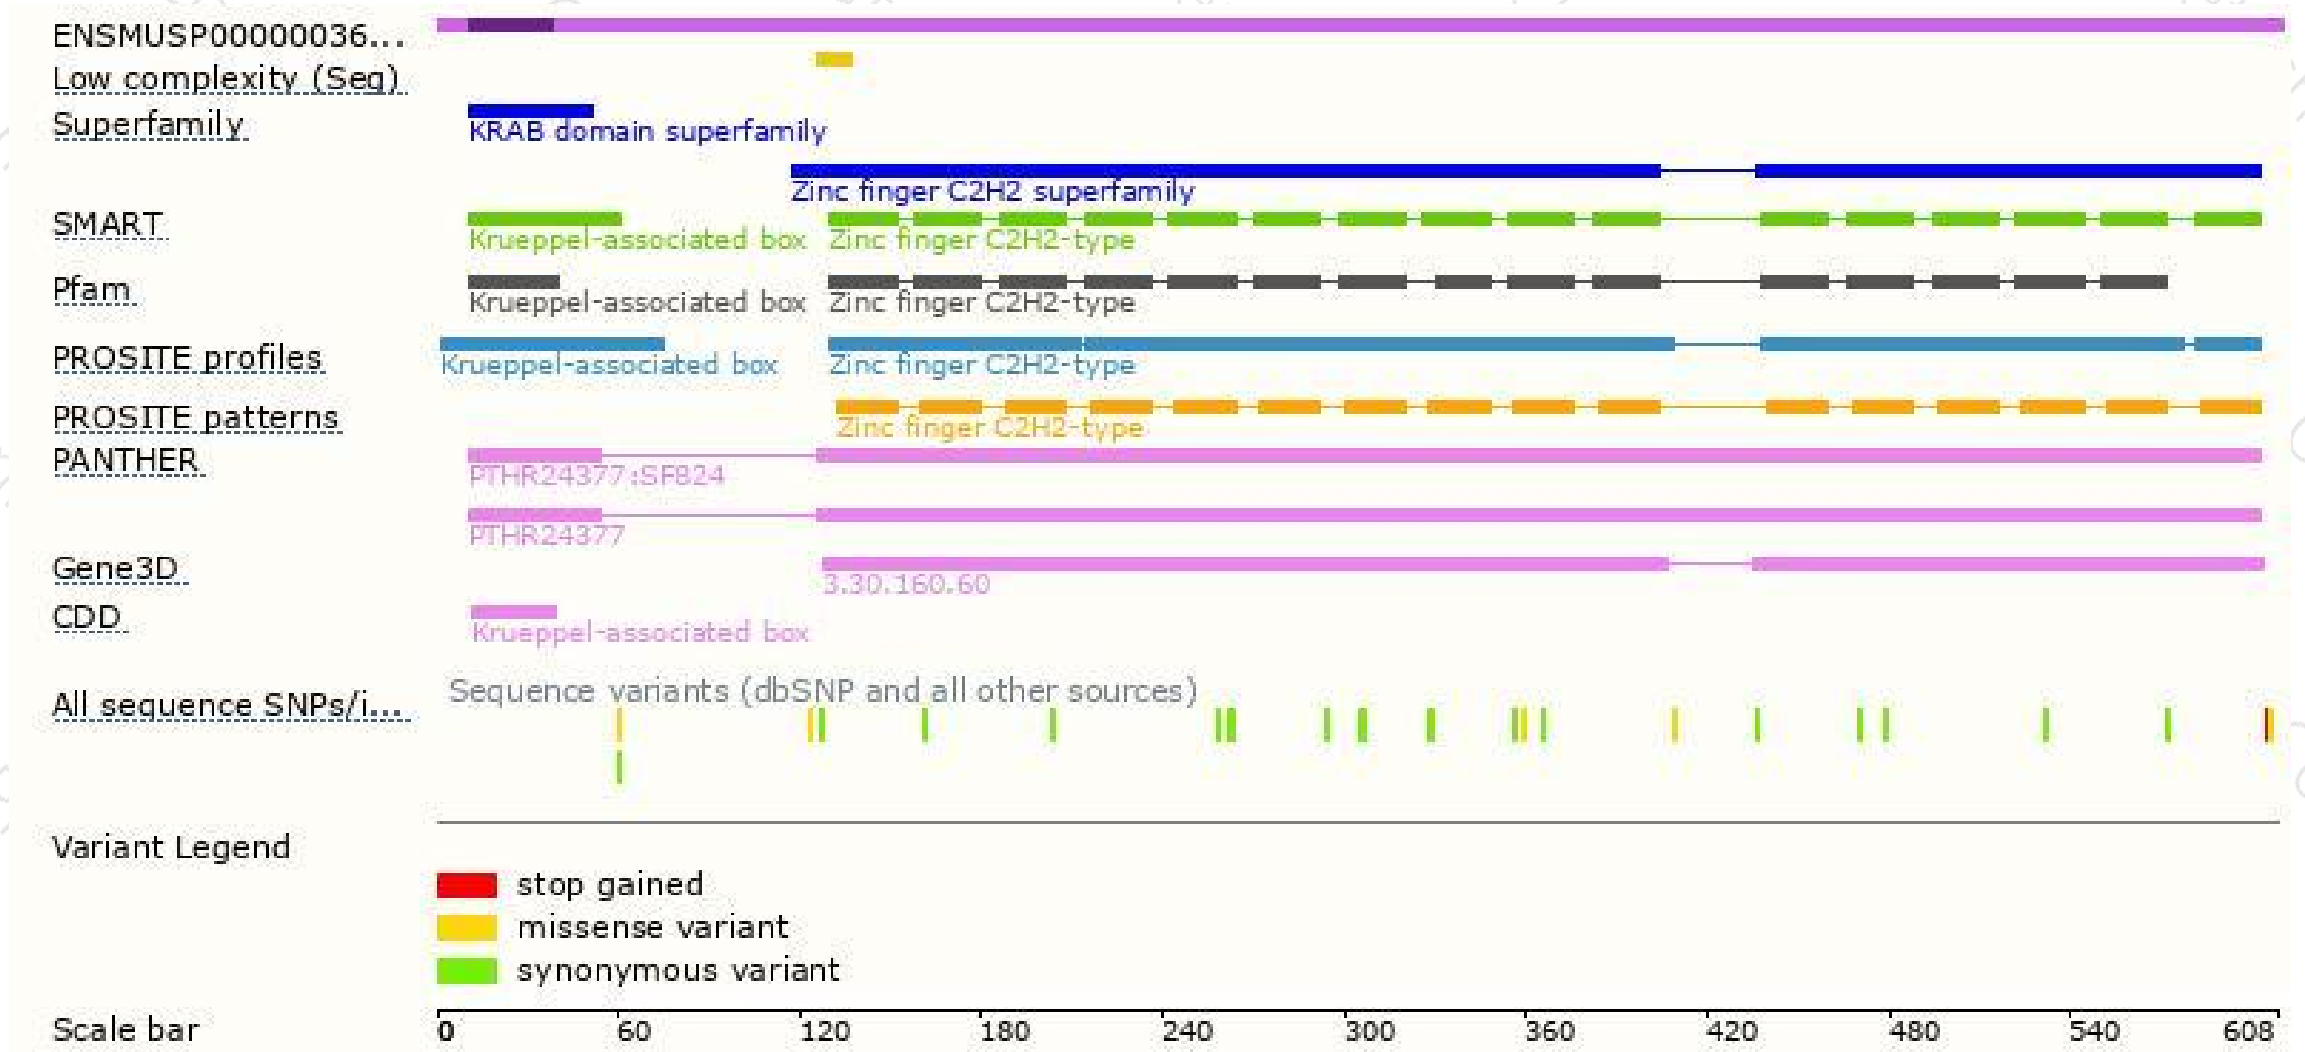 ENSMUSP00000036...
Low complexity (Seg)
Superfamily
KRAB domain superfamily
Zinc finger C2H2 superfamily
SMART
Krueppel-associated box Zinc finger C2H2-type
Pfam
Krueppel-associated box Zinc finger C2H2-type
PROSITE profiles
Krueppel-associated box Zinc finger C2H2-type
PROSITE patterns
Zinc finger C2H2-type
PANTHER
PTHR24377:SF824
PTHR24377
Gene3D
3.30.160.60
CDD
Krueppel-associated box
Sequence variants (dbSNP and all other sources)
All sequence SNPs/i...
Variant Legend
stop gained
missense variant
synonymous variant
Scale bar 0 60 120 180 240 300 360 420 480 540 608